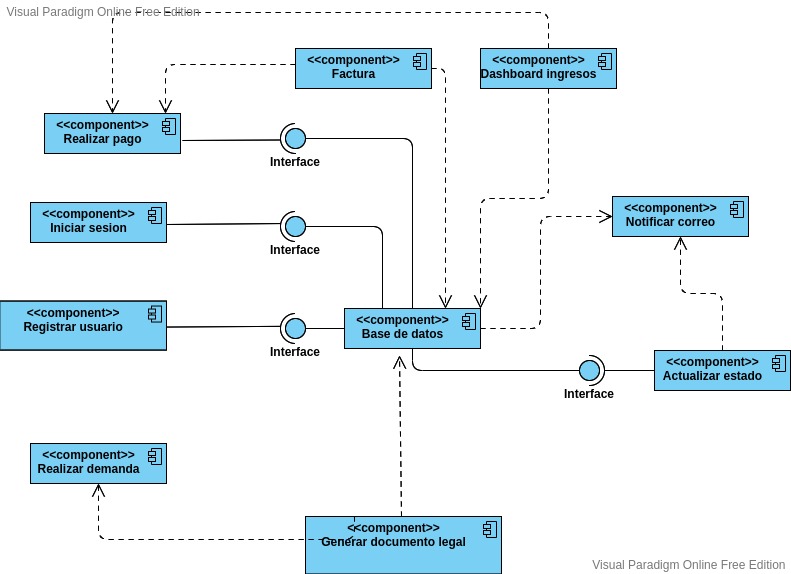 Visual Paradigm Online Free Edition
<<component>>
Factura
<<component>>
Dashboard ingresos
<<component>>
Realizar pago
Interface
<<component>>
Iniciar sesion
Interface
<<component>>
Notificar correo
<<component>>
Registrar usuario
Interface
<<component>>
Base de datos
<<component>>
Actualizar estado
Interface
<<component>>
Realizar demanda
<<component>>
Generar documento legal
Visual Paradigm Online Free Edition